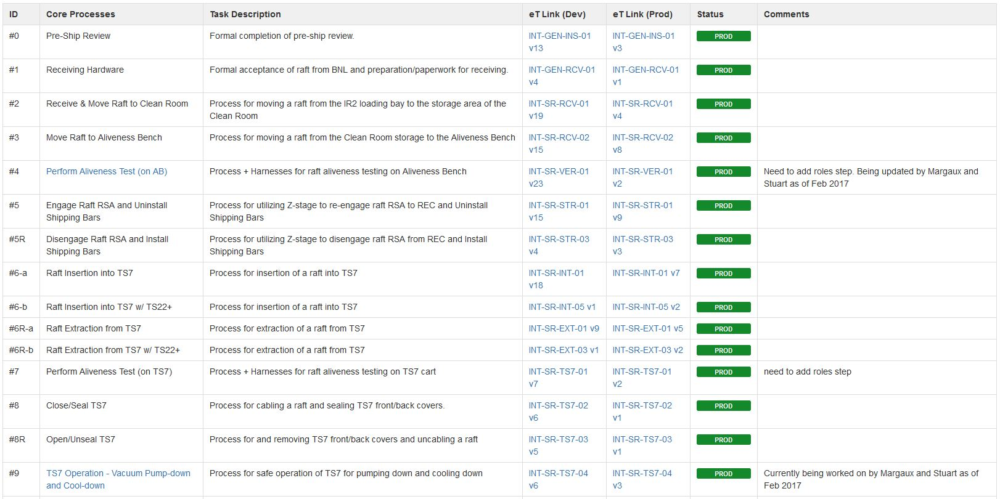 ID Core Processes Task Description eT Link (Dev) eT Link (Prod) Status Comments
#0 Pre-Ship Review Formal completion of pre-ship review. INT-GEN-INS-01 INT-GEN-INS-01 PROD
v13 v3
#1 Receiving Hardware Formal acceptance of raft from BNL and preparation/paperwork for receiving. INT-GEN-RCV-01 INT-GEN-RCV-01 PROD
v4 v1
#2 Receive & Move Raft to Clean Room Process for moving a raft from the IR2 loading bay to the storage area of the INT-SR-RCV-01 INT-SR-RCV-01 PROD
Clean Room v19 v4
#3 Move Raft to Aliveness Bench Process for moving a raft from the Clean Room storage to the Aliveness Bench INT-SR-RCV-02 INT-SR-RCV-02 PROD
v15 v8
#4 Perform Aliveness Test (on AB) Process + Harnesses for raft aliveness testing on Aliveness Bench INT-SR-VER-01 INT-SR-VER-01 PROD Need to add roles step. Being updated by Margaux and
v23 v2 Stuart as of Feb 2017
#5 Engage Raft RSA and Uninstall Process for utilizing Z-stage to re-engage raft RSA to REC and Uninstall INT-SR-STR-01 INT-SR-STR-01 PROD
Shipping Bars Shipping Bars v15 v9
#5R Disengage Raft RSA and Install Process for utilizing Z-stage to disengage raft RSA from REC and Install INT-SR-STR-03 INT-SR-STR-03 PROD
Shipping Bars Shipping Bars v4 v3
#6-a Raft Insertion into TS7 Process for insertion of a raft into TS7 INT-SR-INT-01 INT-SR-INT-01 v7 PROD
v18
#6-b Raft Insertion into TS7 w/ TS22+ Process for insertion of a raft into TS7 INT-SR-INT-05 v1 INT-SR-INT-05 v2 PROD
#6R-a Raft Extraction from TS7 Process for extraction of a raft from TS7 INT-SR-EXT-01 v9 INT-SR-EXT-01 v5 PROD
#6R-b Raft Extraction from TS7 w/ TS22+ Process for extraction of a raft from TS7 INT-SR-EXT-03 v1 INT-SR-EXT-03 v2 PROD
#7 Perform Aliveness Test (on TS7) Process + Harnesses for raft aliveness testing on TS7 cart INT-SR-TS7-01 INT-SR-TS7-01 PROD need to add roles step
v7 v2
#8 Close/Seal TS7 Process for cabling a raft and sealing TS7 front/back covers. INT-SR-TS7-02 INT-SR-TS7-02 PROD
v6 v1
#8R Open/Unseal TS7 Process for and removing TS7 front/back covers and uncabling a raft INT-SR-TS7-03 INT-SR-TS7-03 PROD
v5 v1
#9 TS7 Operation - Vacuum Pump-down Process for safe operation of TS7 for pumping down and cooling down INT-SR-TS7-04 INT-SR-TS7-04 PROD Currently being worked on by Margaux and Stuart as of
and Cool-down v6 v3 Feb 2017